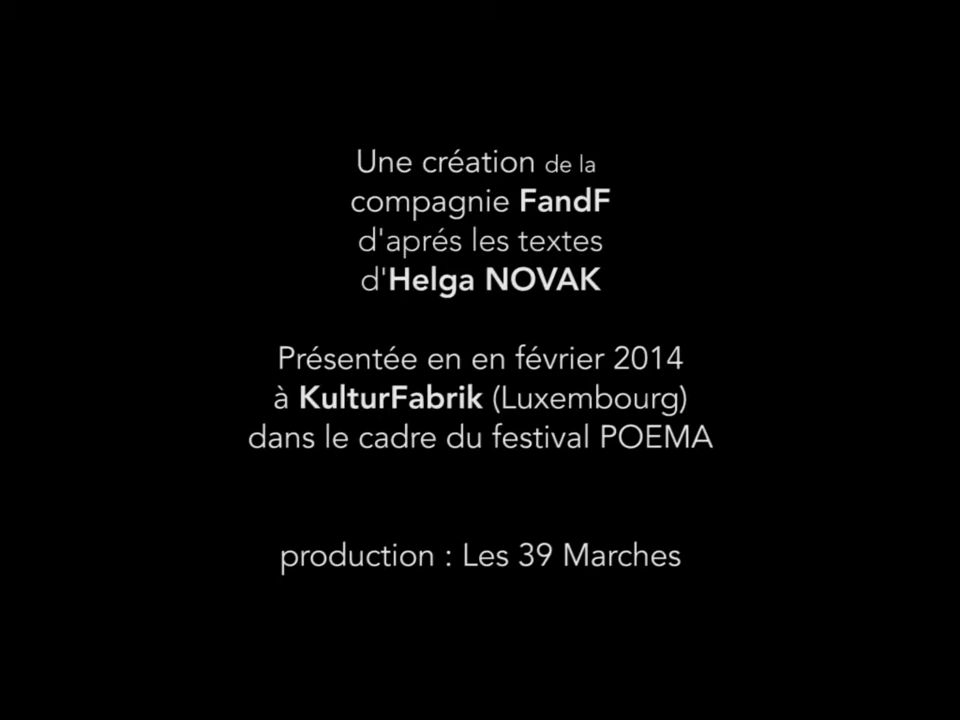 Une création de la
compagnie FandF
d'aprés les textes
d'Helga NOVAK
Présentée en en février 2014
à KulturFabrik (Luxembourg)
dans le cadre du festival POEMA
production : Les 39 Marches